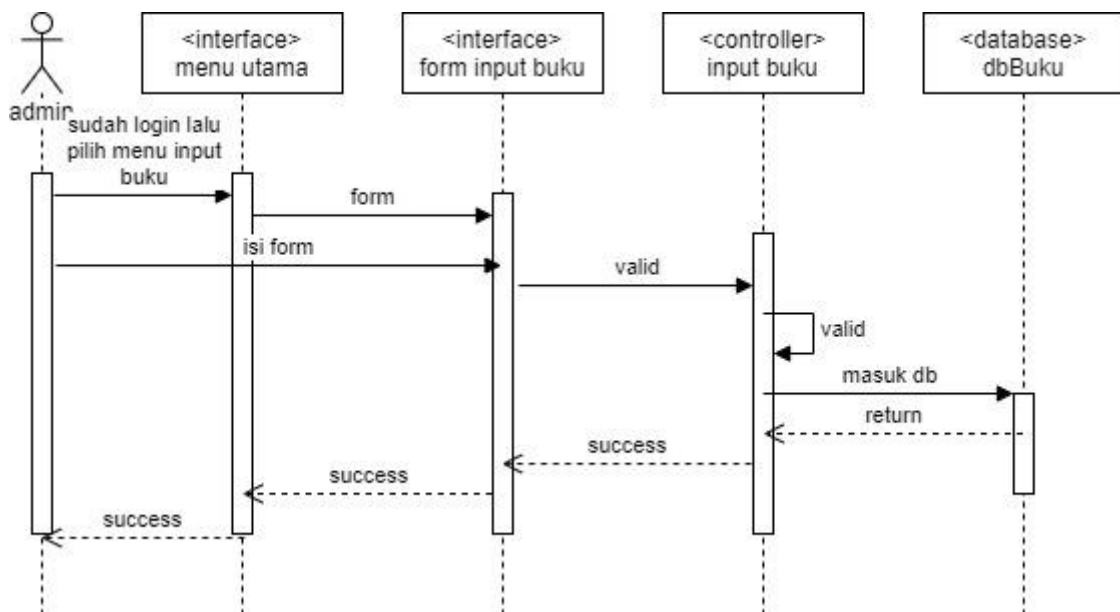 <interface>
menu utama
<interface>
form input buku
<controller>
input buku
<database>
dbBuku
admin
sudah login lalu
pilih menu input
buku
form
isi form
valid
valid
masuk db
return
success
success
success